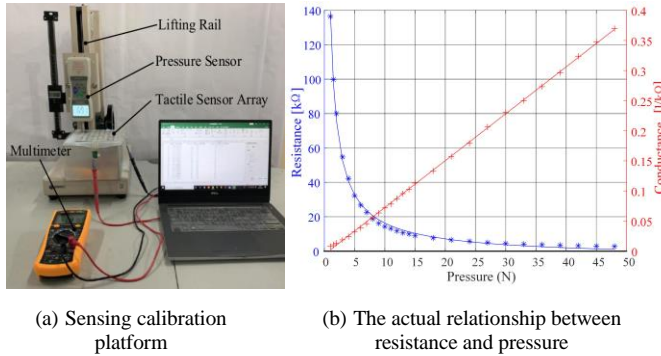 Lifting Rail
Pressure Sensor
Tactile Sensor Array
Multimeter
140
120
100
80
60
40
20
0
Resistance [kΩ]
0.4
0.35
0.3
0.25
0.2
0.15
0.1
0.05
0
Conductance [1/kΩ]
0 5 10 15 20 25 30 35 40 45 50
Pressure (N)
(a) Sensing calibration
platform
(b) The actual relationship between
resistance and pressure